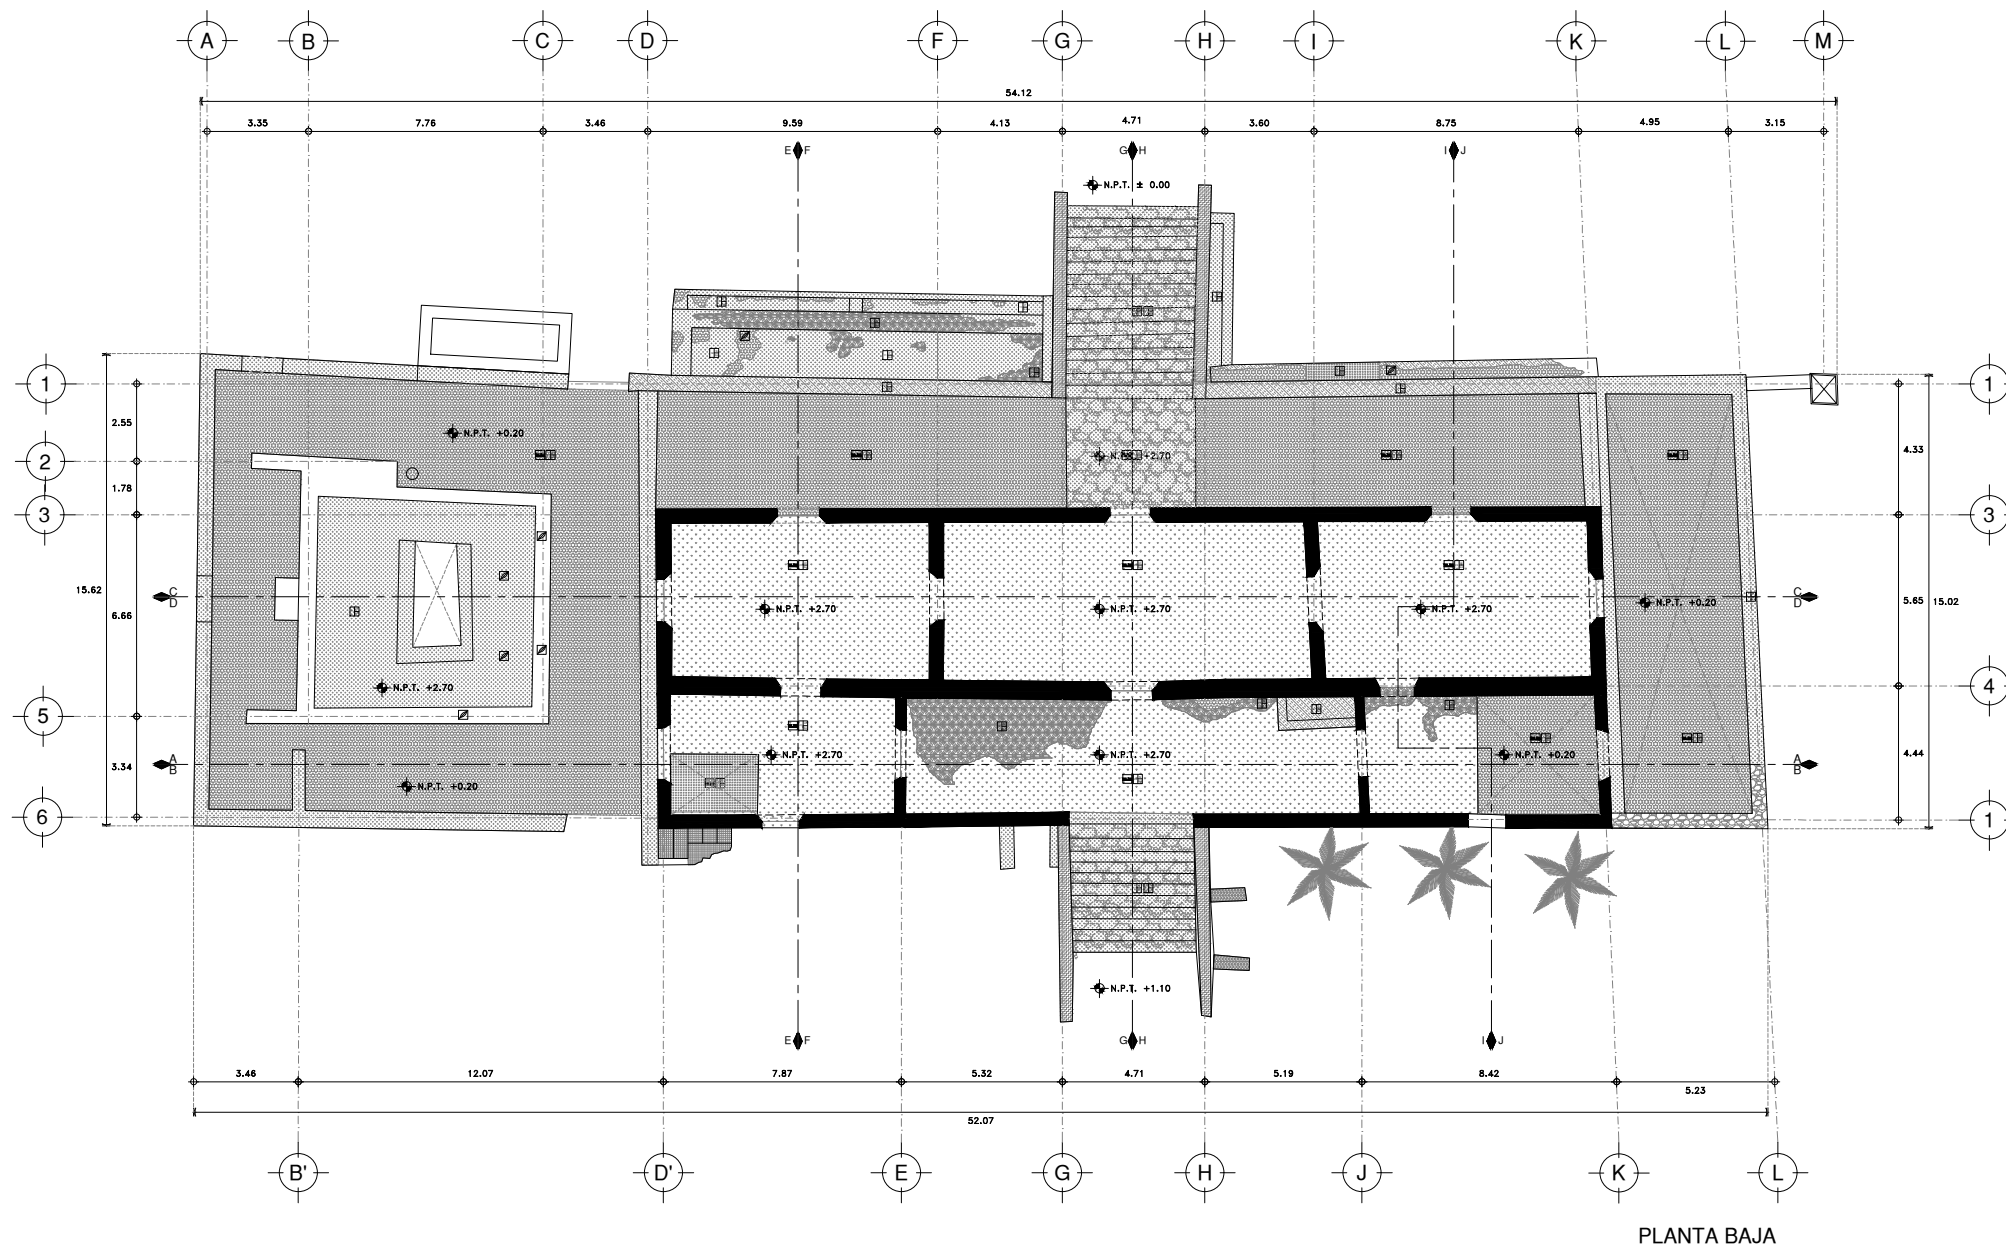 A B C D F G H I K L M
54.12
3.35 7.76 3.46 9.59 4.13 4.71 3.60 8.75 4.95 3.15
E F G H I J
N.P.T. ± 0.00
1 1
2.55
N.P.T. +0.20
2
4.33
N.P.T. +2.70
1.78
3 3
15.62
C
D
6.66
N.P.T. +2.70
N.P.T. +2.70
N.P.T. +2.70
N.P.T. +0.20
C
D
5.65
15.02
N.P.T. +2.70
4
5
3.34
A
B
N.P.T. +0.20
N.P.T. +2.70
N.P.T. +2.70
N.P.T. +0.20
A
B
4.44
6 1
N.P.T. +1.10
E F G H I J
3.46 12.07 7.87 5.32 4.71 5.19 8.42 5.23
52.07
B' D' E G H J K L
PLANTA BAJA